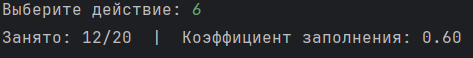 Выберите действие: 6
Занято: 12/20  |  Коэффициент заполнения: 0.60